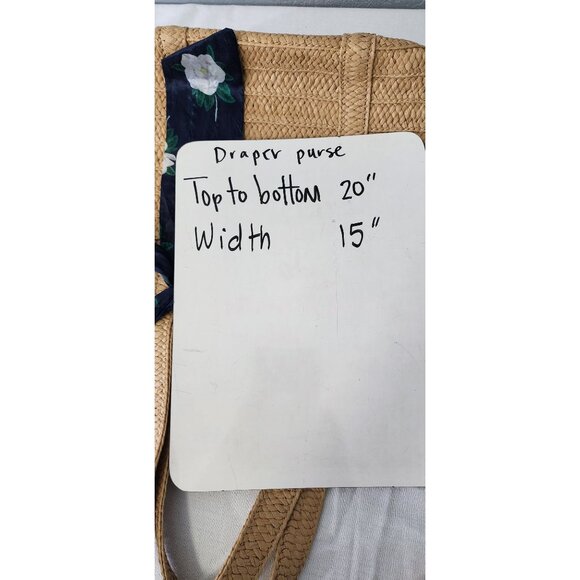 Draper purse
Top to bottom 20"
Width 15"